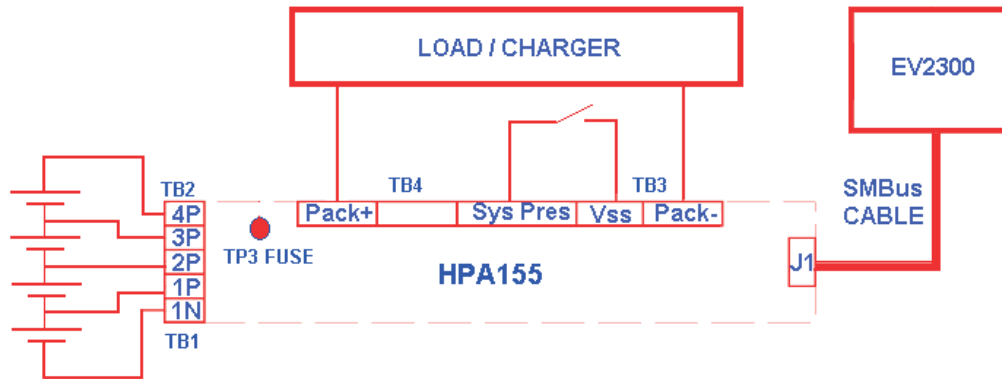 LOAD / CHARGER
EV2300
TB2
TB4
TB3
SMBus
CABLE
4P
3P
2P
1P
1N
TB1
TP3 FUSE
Pack+
Sys Pres
Vss
Pack-
HPA155
J1